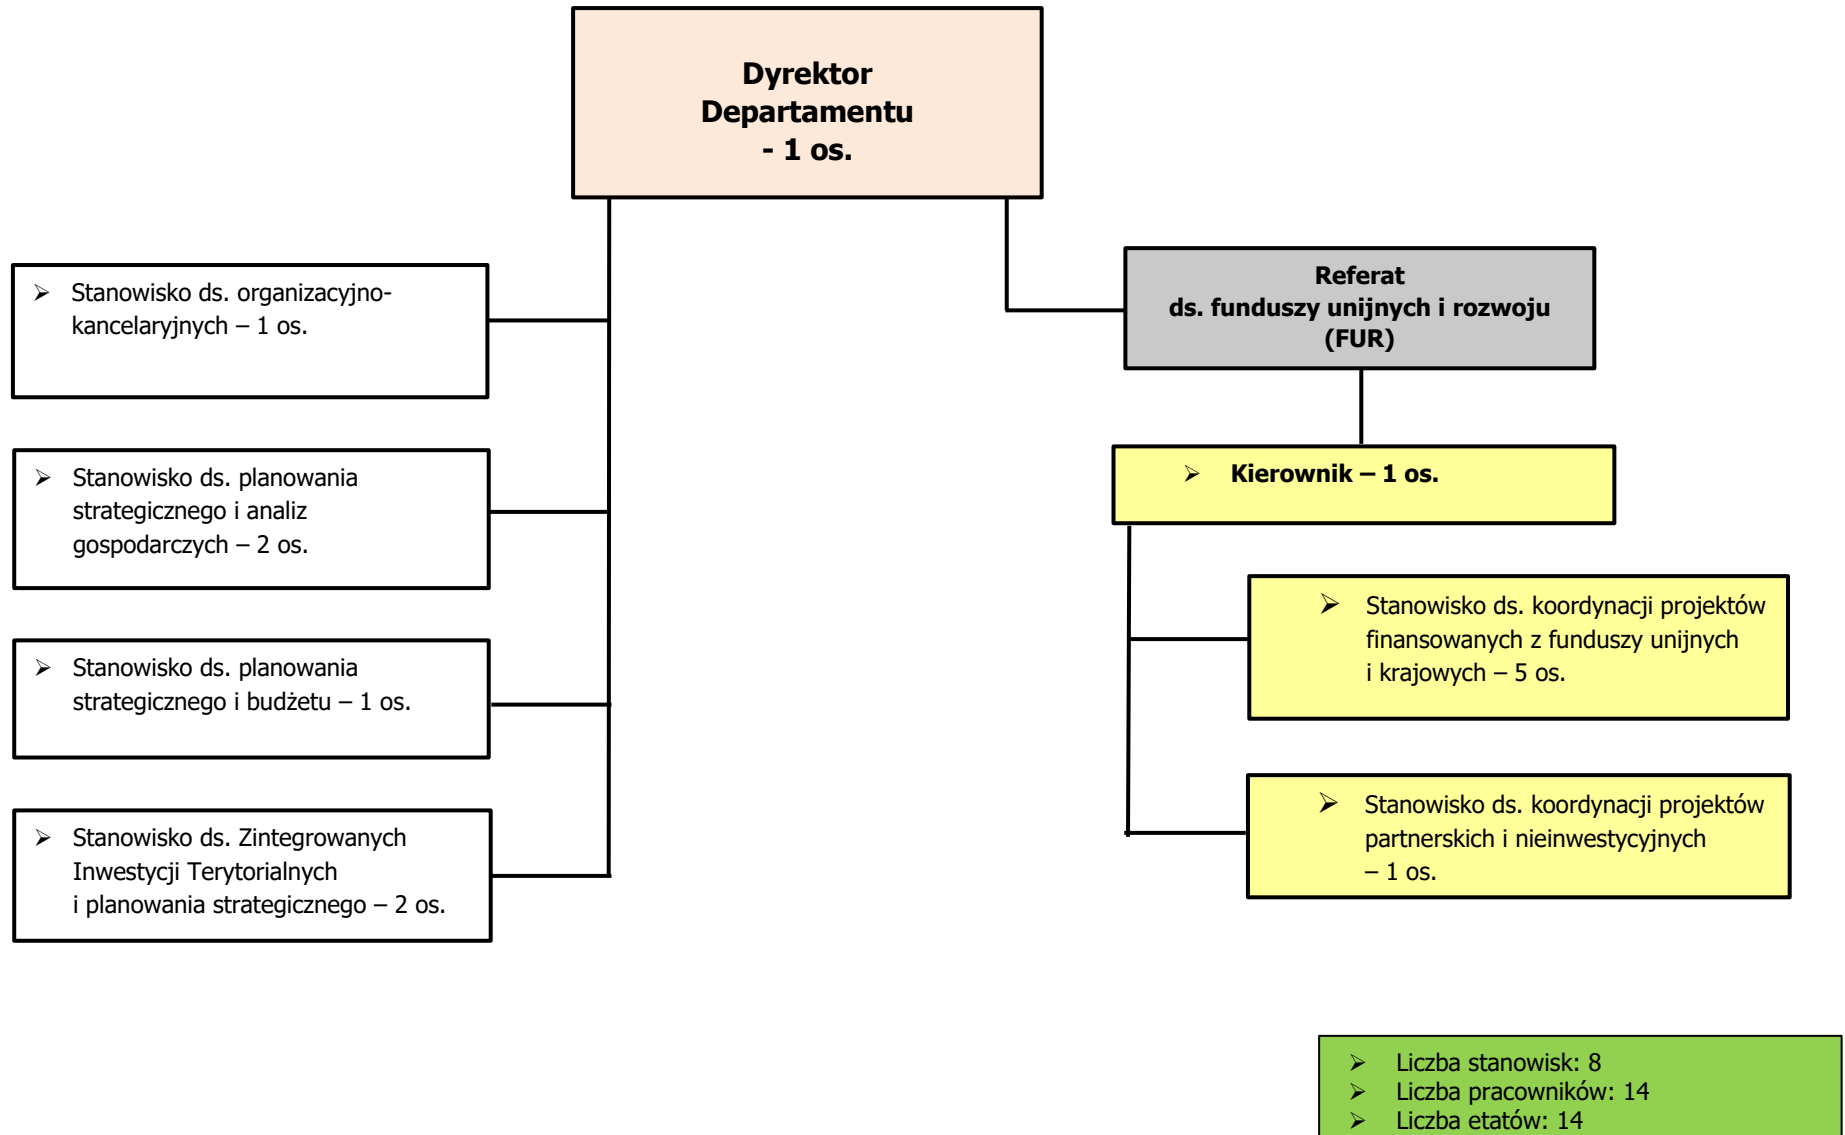 Dyrektor
Departamentu
- 1 os.
➢ Stanowisko ds. organizacyjno-
kancelaryjnych – 1 os.
➢ Stanowisko ds. planowania
strategicznego i analiz
gospodarczych – 2 os.
➢ Stanowisko ds. planowania
strategicznego i budżetu – 1 os.
➢ Stanowisko ds. Zintegrowanych
Inwestycji Terytorialnych
i planowania strategicznego – 2 os.
Referat
ds. funduszy unijnych i rozwoju
(FUR)
➢ Kierownik – 1 os.
➢ Stanowisko ds. koordynacji projektów
finansowanych z funduszy unijnych
i krajowych – 5 os.
➢ Stanowisko ds. koordynacji projektów
partnerskich i nieinwestycyjnych
– 1 os.
➢ Liczba stanowisk: 8
➢ Liczba pracowników: 14
➢ Liczba etatów: 14